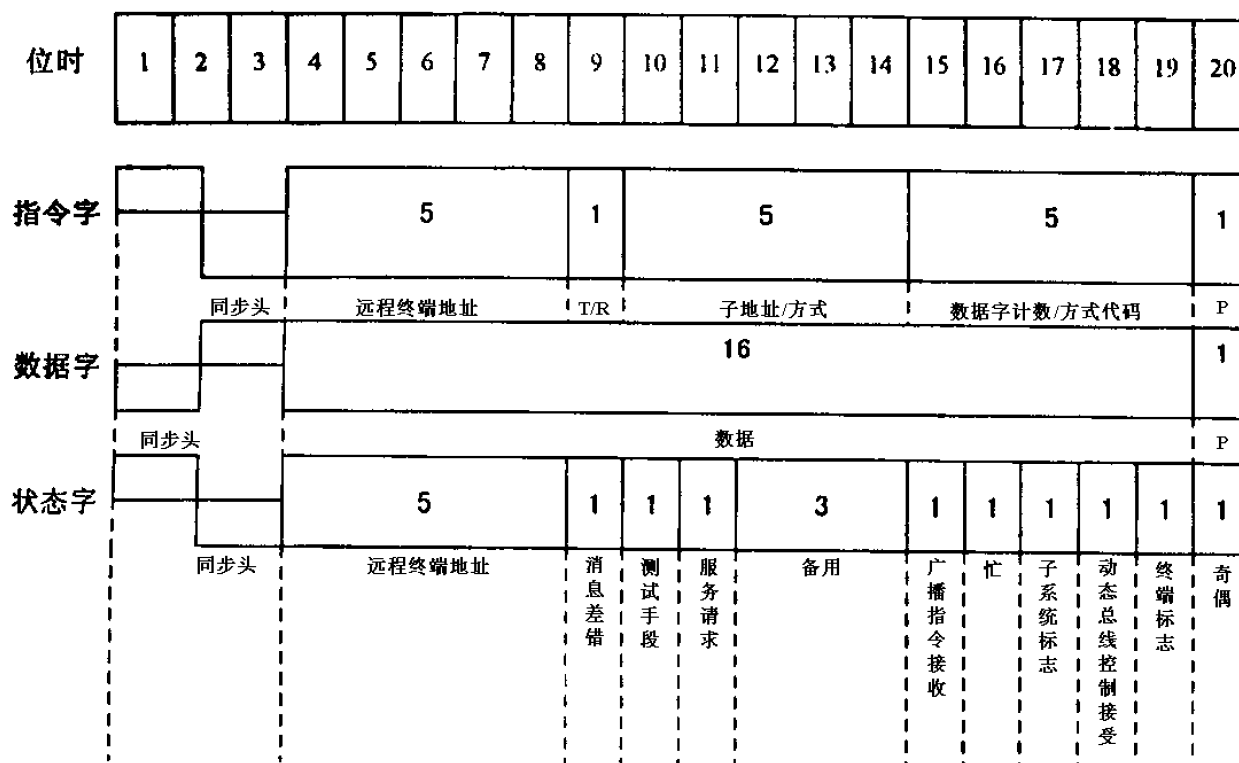 位时 1 2 3 4 5 6 7 8 9 10 11 12 13 14 15 16 17 18 19 20
指令字 5 1 5 5 1
同步头 远程终端地址 T/R 子地址/方式 数据字计数/方式代码 P
数据字 16 1
同步头 数据 P
状态字 5 1 1 1 3 1 1 1 1 1 1
同步头 远程终端地址 消息差错 测试手段 服务请求 备用 广播指令接收 忙 子系统标志 动态总线控制接受 终端标志 奇偶